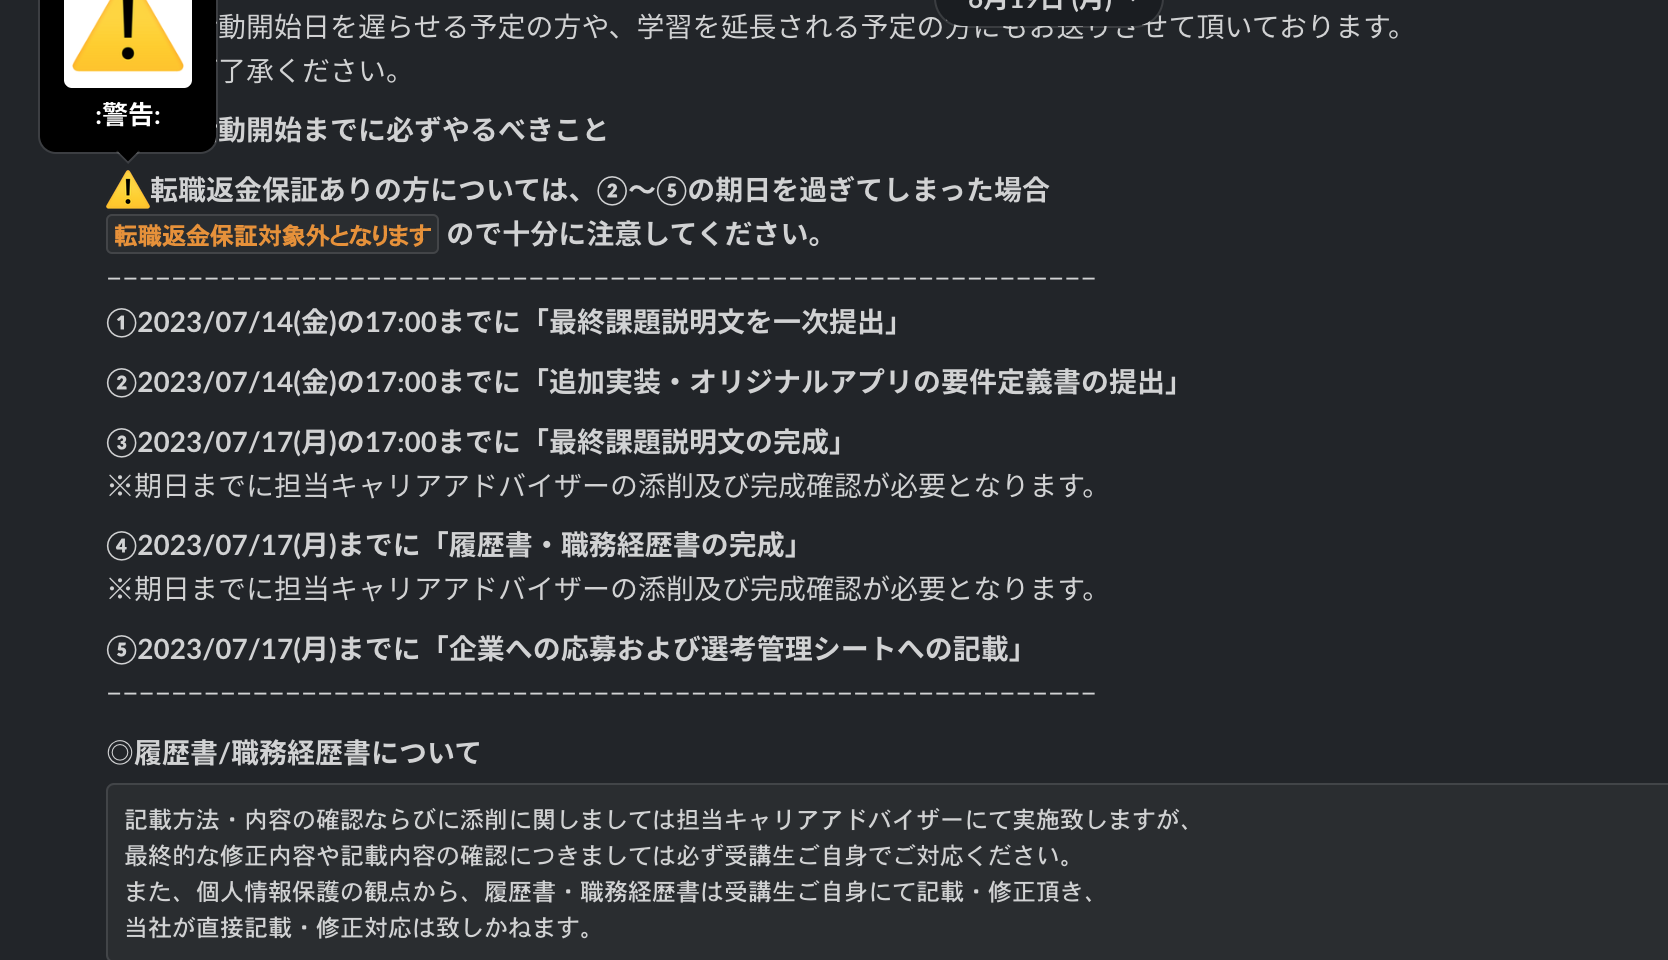 6月19日 (月)
動開始日を遅らせる予定の方や、学習を延長される予定の方にもお送りさせて頂いております。
了承ください。
:警告:
動開始までに必ずやるべきこと
⚠️転職返金保証ありの方については、②〜⑤の期日を過ぎてしまった場合
転職返金保証対象外となります ので十分に注意してください。
–––––––––––––––––––––––––––––––––––––––––––––––––––––––––––––
①2023/07/14(金)の17:00までに「最終課題説明文を一次提出」
②2023/07/14(金)の17:00までに「追加実装・オリジナルアプリの要件定義書の提出」
③2023/07/17(月)の17:00までに「最終課題説明文の完成」
※期日までに担当キャリアアドバイザーの添削及び完成確認が必要となります。
④2023/07/17(月)までに「履歴書・職務経歴書の完成」
※期日までに担当キャリアアドバイザーの添削及び完成確認が必要となります。
⑤2023/07/17(月)までに「企業への応募および選考管理シートへの記載」
–––––––––––––––––––––––––––––––––––––––––––––––––––––––––––––
◎履歴書/職務経歴書について
記載方法・内容の確認ならびに添削に関しましては担当キャリアアドバイザーにて実施致しますが、
最終的な修正内容や記載内容の確認につきましては必ず受講生ご自身でご対応ください。
また、個人情報保護の観点から、履歴書・職務経歴書は受講生ご自身にて記載・修正頂き、
当社が直接記載・修正対応は致しかねます。